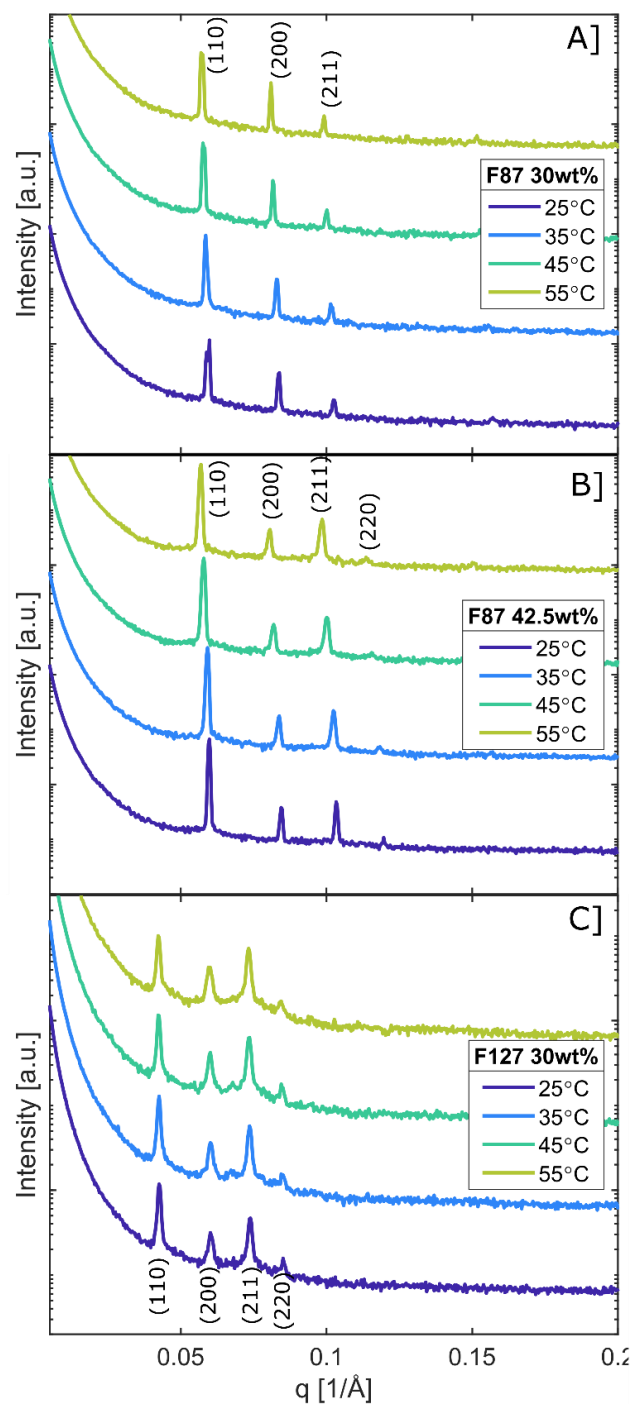 A]
(110)
(200)
(211)
Intensity [a.u.]
F87 30wt%
25°C
35°C
45°C
55°C
B]
(110)
(200)
(211)
(220)
Intensity [a.u.]
F87 42.5wt%
25°C
35°C
45°C
55°C
C]
Intensity [a.u.]
F127 30wt%
25°C
35°C
45°C
55°C
(110)
(200)
(211)
(220)
0.05
0.1
0.15
0.2
q [1/Å]